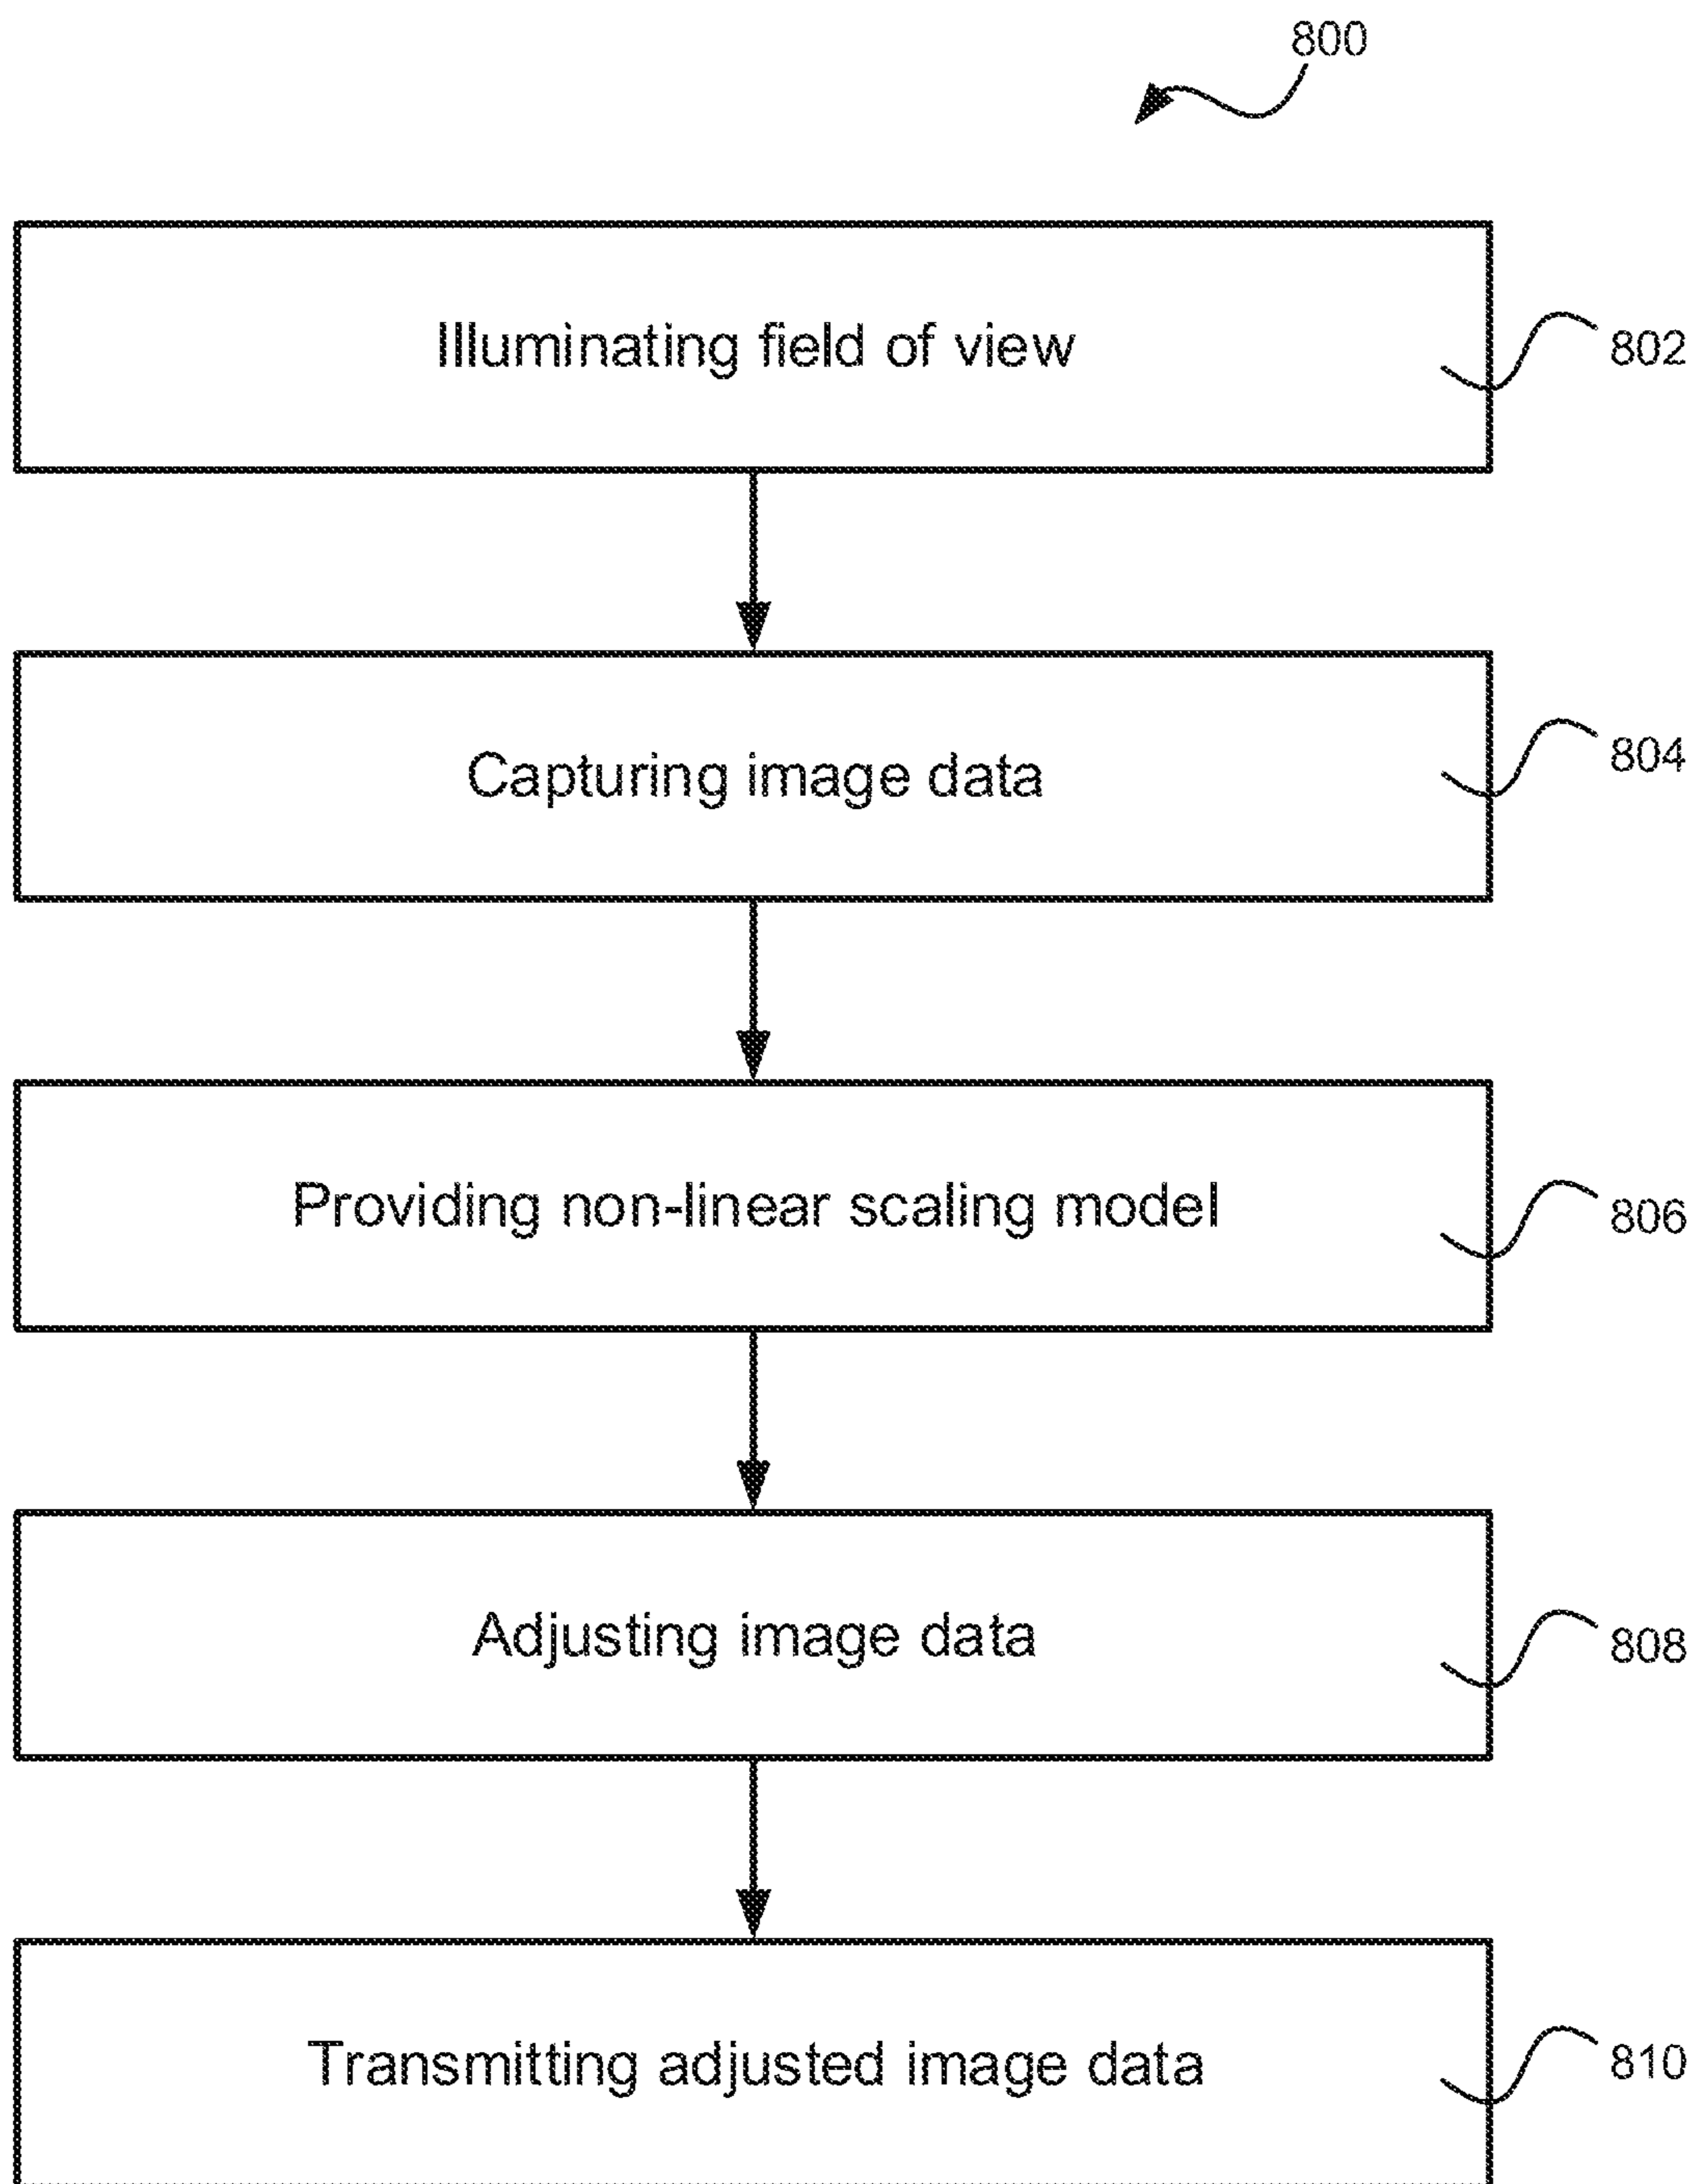 800
Illuminating field of view
802
Capturing image data
804
Providing non-linear scaling model
806
Adjusting image data
808
Transmitting adjusted image data
810